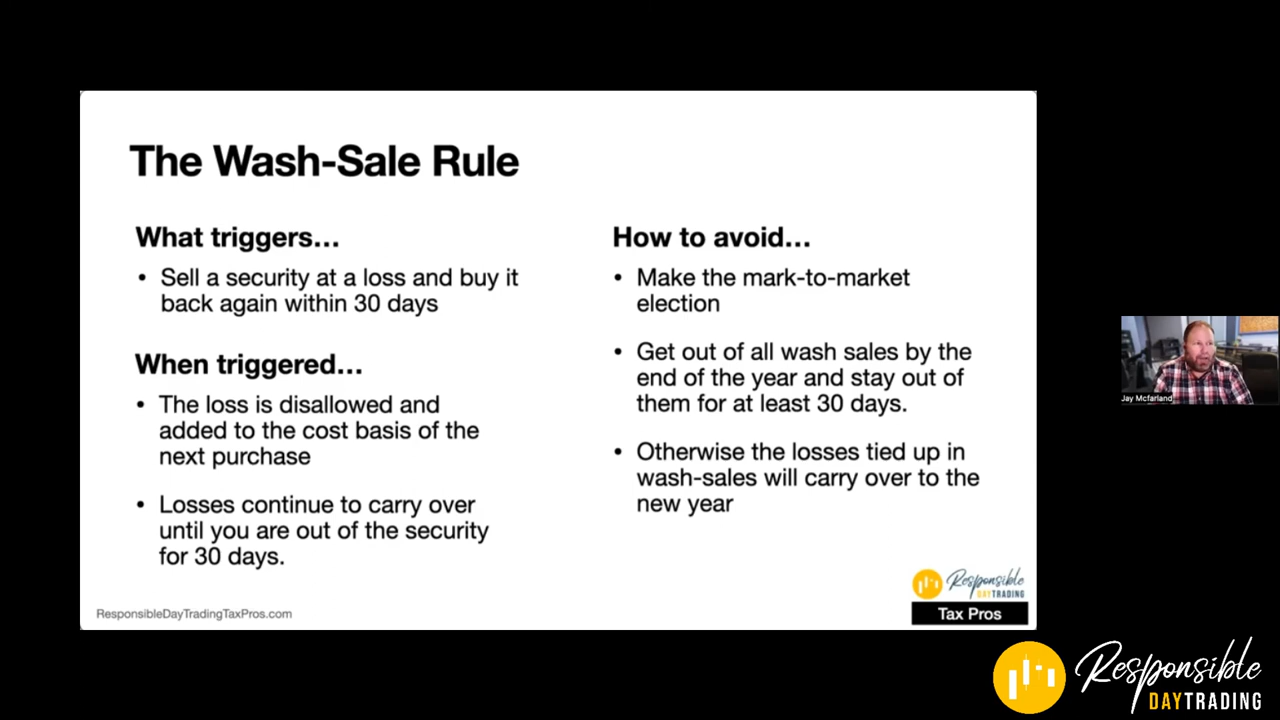 The Wash-Sale Rule
What triggers...
• Sell a security at a loss and buy it
back again within 30 days
When triggered...
• The loss is disallowed and
added to the cost basis of the
next purchase
• Losses continue to carry over
until you are out of the security
for 30 days.
How to avoid...
• Make the mark-to-market
election
• Get out of all wash sales by the
end of the year and stay out of
them for at least 30 days.
• Otherwise the losses tied up in
wash-sales will carry over to the
new year
ResponsibleDayTradingTaxPros.com
Responsible
DAYTRADING
Tax Pros
Jay Mcfarland
Responsible
DAYTRADING